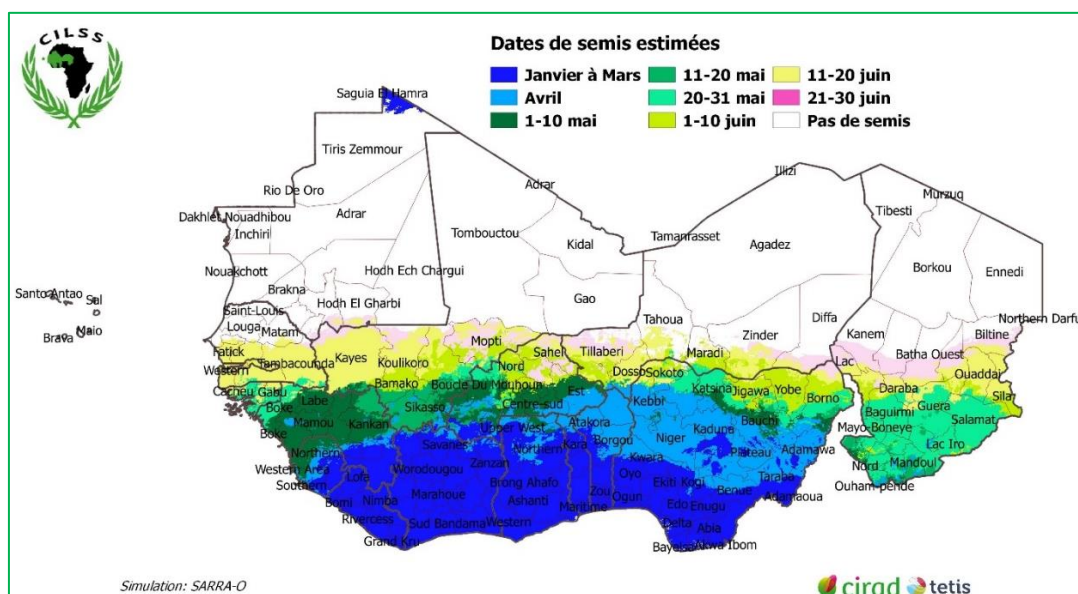 CILSS
Dates de semis estimées
Janvier à Mars
11-20 mai
11-20 juin
Avril
20-31 mai
21-30 juin
1-10 mai
1-10 juin
Pas de semis
Saguia El Hamra
Tiris Zemmour
Illizi
Rio De Oro
Adrar
Murzuq
Tibesti
Dakhlet Nouadhibou
Adrar
Inchiri
Tombouctou
Kidal
Tamanrasset
Agadez
Borkou
Ennedi
Nouakchott
Hodh Ech Chargui
Brakna
Gao
Santo Antao
Sal
Hodh El Gharbi
Saint-Louis
Louga
Matam
Maio
Brava
Tahoua
Diffa
Zinder
Kanem
Northern Darfu
Biltine
Fatick
Kayes
Koulikoro
Mopti
Sahel
Tillaberi
Maradi
Lac
Batha Ouest
Ouaddai
Western
Tambacounda
Nord
Dosso
Sokoto
Bamako
Boucle Du Mouhoun
Est
Katsina
Jigawa
Yobe
Borno
Daraba
Sila
Cacheu
Gabu
Labe
Boke
Sikasso
Centre-sud
Kebbi
Baguirmi
Guera
Salamat
Mamou
Kankan
Upper West
Atakora
Kaduna
Bauchi
Mayo-Boneye
Boke
Savanes
Northern
Kara
Borgou
Niger
Plateau
Adamawa
Lac Iro
Northern
Kwara
Nord
Mandoul
Western Area
Southern
Lofa
Worodougou
Zanzan
Oyo
Ekiti
Kogi
Taraba
Ouham-pende
Brong Ahafo
Zou
Benue
Adamaoua
Bomi
Nimba
Marahoue
Ashanti
Maritime
Ogun
Edo
Enugu
Rivercess
Sud Bandama
Western
Delta
Abia
Grand Kru
Bayelsa
Akwa Ibom
Simulation: SARRA-O
cirad
tetis